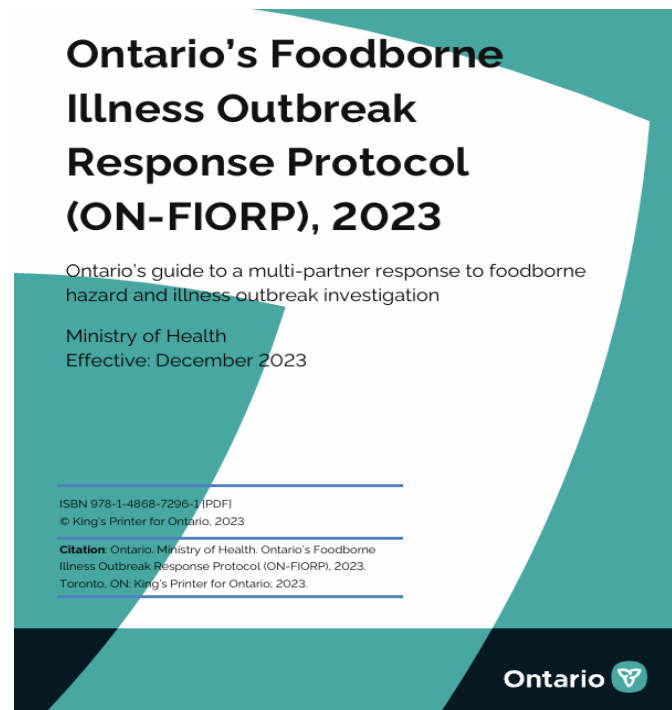 Ontario's Foodborne
Illness Outbreak
Response Protocol
(ON-FIORP), 2023
Ontario's guide to a multi-partner response to foodborne
hazard and illness outbreak investigation
Ministry of Health
Effective: December 2023
ISBN 978-1-4868-7296-1 [PDF]
© King's Printer for Ontario, 2023
Citation: Ontario. Ministry of Health. Ontario's Foodborne
Illness Outbreak Response Protocol (ON-FIORP), 2023.
Toronto, ON: King's Printer for Ontario; 2023.
Ontario